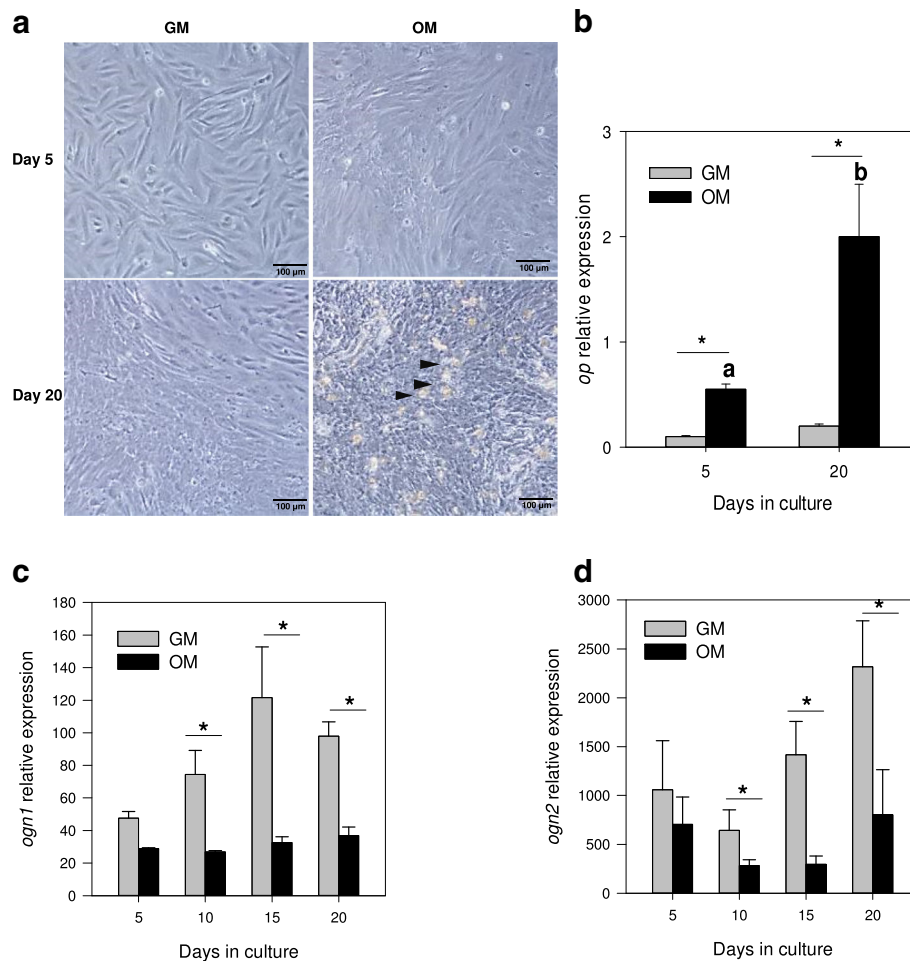 a
GM
OM
Day 5
100 µm
100 µm
Day 20
100 µm
100 µm
b
3
2
1
0
op relative expression
GM
OM
*
a
*
b
5
20
Days in culture
c
180
160
140
120
100
80
60
40
20
0
ogn1 relative expression
GM
OM
*
*
*
5
10
15
20
Days in culture
d
3000
2500
2000
1500
1000
500
0
ogn2 relative expression
GM
OM
*
*
*
5
10
15
20
Days in culture